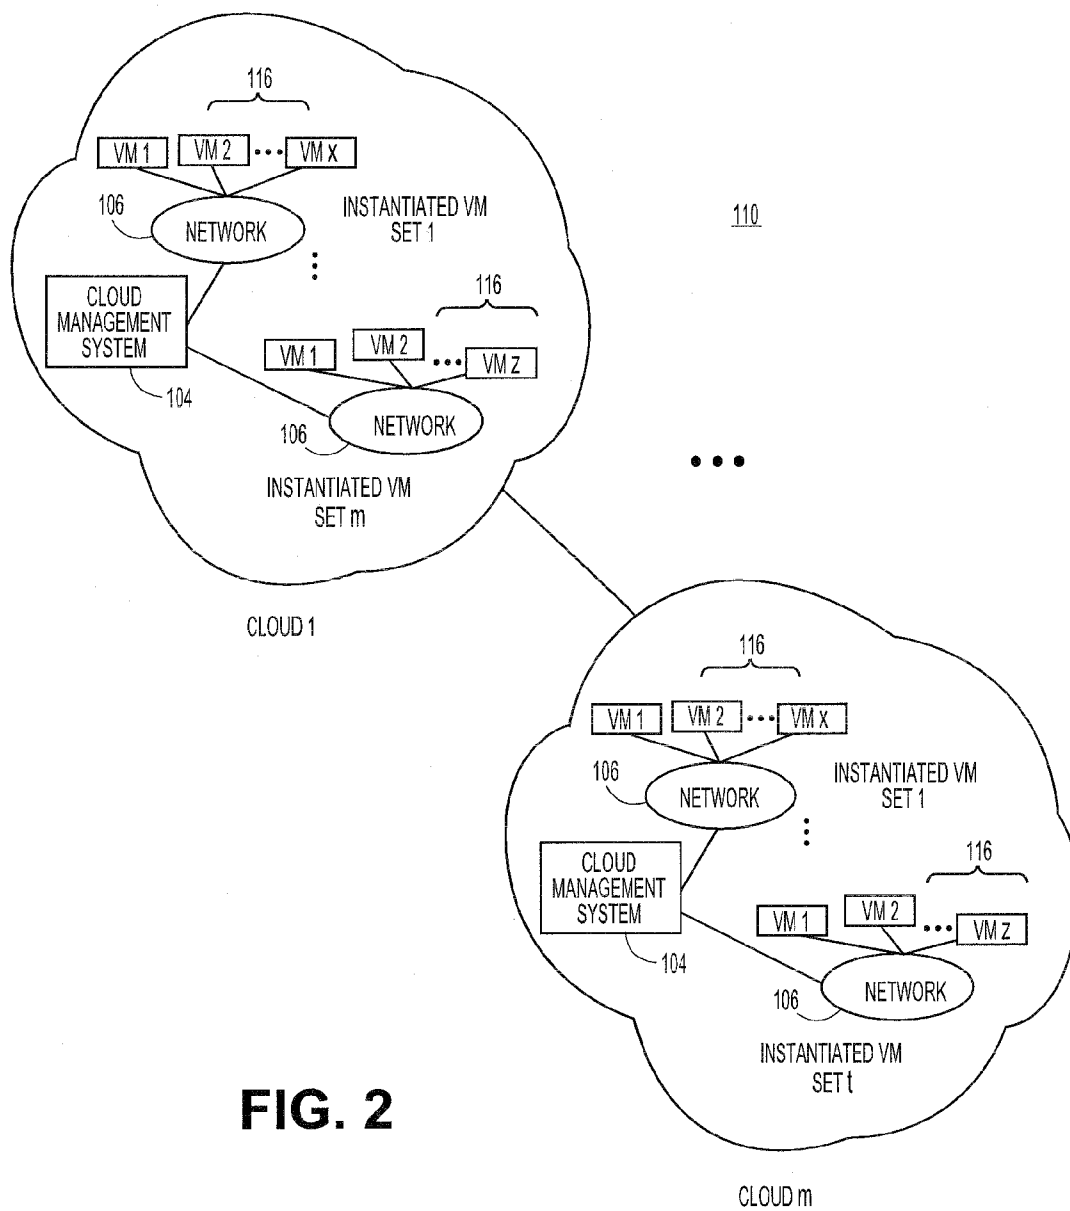 116
VM 1
VM 2
VM X
106
NETWORK
INSTANTIATED VM
SET 1
110
CLOUD
MANAGEMENT
SYSTEM
104
116
VM 1
VM 2
VM Z
106
NETWORK
INSTANTIATED VM
SET m
CLOUD 1
116
VM 1
VM 2
VM X
106
NETWORK
INSTANTIATED VM
SET 1
CLOUD
MANAGEMENT
SYSTEM
104
116
VM 1
VM 2
VM Z
106
NETWORK
INSTANTIATED VM
SET t
FIG. 2
CLOUD m